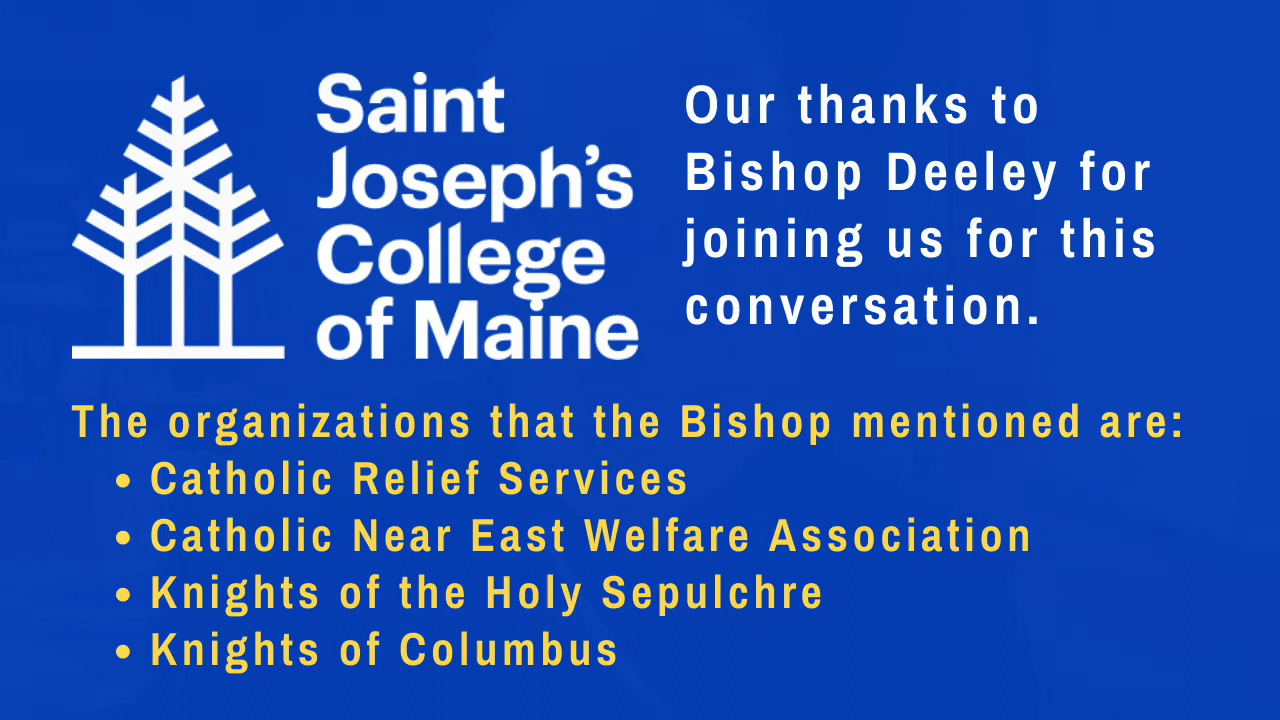 Saint
Joseph's
College
of Maine
Our thanks to
Bishop Deeley for
joining us for this
conversation.
The organizations that the Bishop mentioned are:
• Catholic Relief Services
• Catholic Near East Welfare Association
• Knights of the Holy Sepulchre
• Knights of Columbus